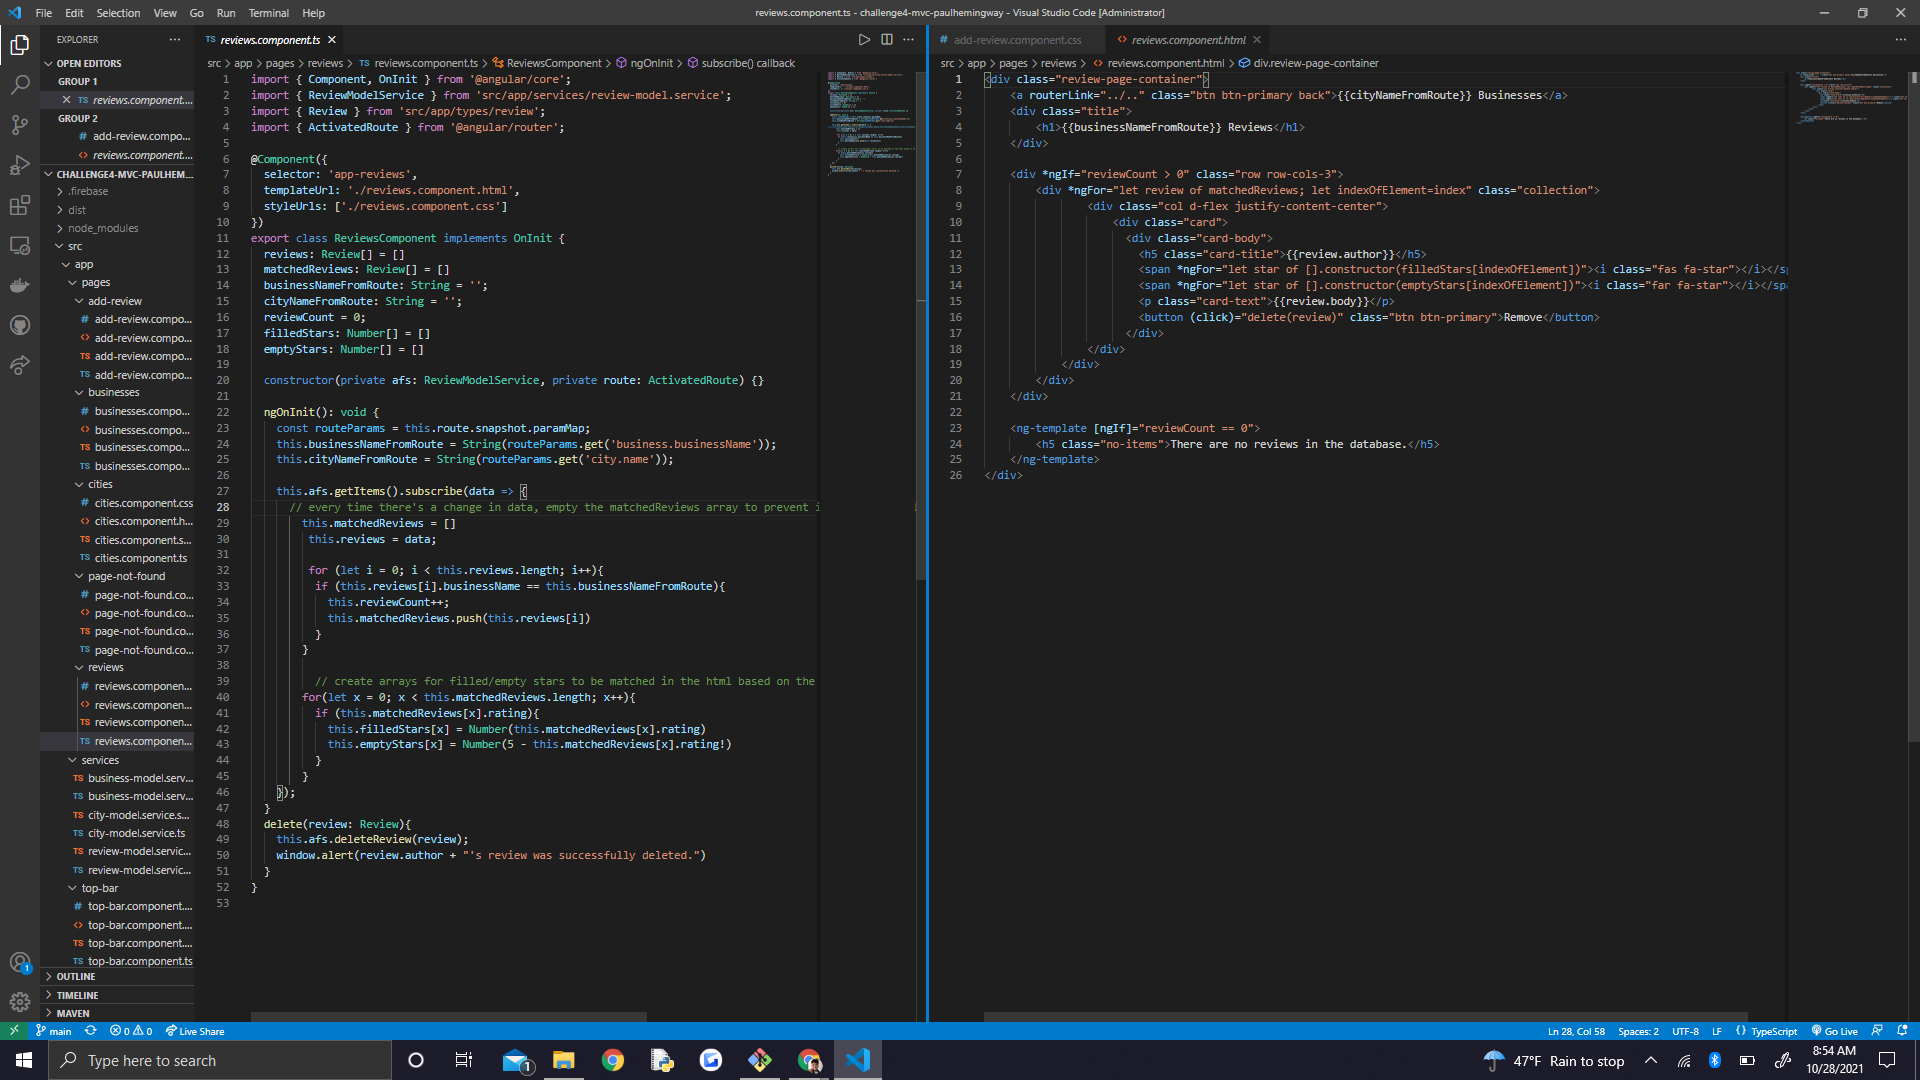 File Edit Selection View Go Run Terminal Help
reviews.component.ts - challenge4-mvc-paulhemingway - Visual Studio Code [Administrator]
EXPLORER
OPEN EDITORS
GROUP 1
TS reviews.component....
GROUP 2
# add-review.compo...
<> reviews.component....
CHALLENGE4-MVC-PAULHEM...
.firebase
dist
node_modules
src
app
pages
add-review
# add-review.compo...
<> add-review.compo...
TS add-review.compo...
TS add-review.compo...
businesses
# businesses.compo...
<> businesses.compo...
TS businesses.compo...
TS businesses.compo...
cities
# cities.component.css
<> cities.component.h...
TS cities.component.s...
TS cities.component.ts
page-not-found
# page-not-found.co...
<> page-not-found.co...
TS page-not-found.co...
TS page-not-found.co...
reviews
# reviews.componen...
<> reviews.componen...
TS reviews.componen...
TS reviews.componen...
services
TS business-model.serv...
TS business-model.serv...
TS city-model.service.s...
TS city-model.service.ts
TS review-model.servic...
TS review-model.servic...
top-bar
# top-bar.component....
<> top-bar.component....
TS top-bar.component....
TS top-bar.component.ts
OUTLINE
TIMELINE
MAVEN
TS reviews.component.ts
src > app > pages > reviews > TS reviews.component.ts > ReviewsComponent > ngOnInit > subscribe() callback
1 import { Component, OnInit } from '@angular/core';
2 import { ReviewModelService } from 'src/app/services/review-model.service';
3 import { Review } from 'src/app/types/review';
4 import { ActivatedRoute } from '@angular/router';
5
6 @Component({
7 selector: 'app-reviews',
8 templateUrl: './reviews.component.html',
9 styleUrls: ['./reviews.component.css']
10 })
11 export class ReviewsComponent implements OnInit {
12 reviews: Review[] = []
13 matchedReviews: Review[] = []
14 businessNameFromRoute: String = '';
15 cityNameFromRoute: String = '';
16 reviewCount = 0;
17 filledStars: Number[] = []
18 emptyStars: Number[] = []
19
20 constructor(private afs: ReviewModelService, private route: ActivatedRoute) {}
21
22 ngOnInit(): void {
23 const routeParams = this.route.snapshot.paramMap;
24 this.businessNameFromRoute = String(routeParams.get('business.businessName'));
25 this.cityNameFromRoute = String(routeParams.get('city.name'));
26
27 this.afs.getItems().subscribe(data => {
28 // every time there's a change in data, empty the matchedReviews array to prevent i
29 this.matchedReviews = []
30 this.reviews = data;
31
32 for (let i = 0; i < this.reviews.length; i++){
33 if (this.reviews[i].businessName == this.businessNameFromRoute){
34 this.reviewCount++;
35 this.matchedReviews.push(this.reviews[i])
36 }
37 }
38
39 // create arrays for filled/empty stars to be matched in the html based on the
40 for(let x = 0; x < this.matchedReviews.length; x++){
41 if (this.matchedReviews[x].rating){
42 this.filledStars[x] = Number(this.matchedReviews[x].rating)
43 this.emptyStars[x] = Number(5 - this.matchedReviews[x].rating!)
44 }
45 }
46 });
47 }
48 delete(review: Review){
49 this.afs.deleteReview(review);
50 window.alert(review.author + "'s review was successfully deleted.")
51 }
52 }
53
# add-review.component.css
<> reviews.component.html
src > app > pages > reviews > <> reviews.component.html > div.review-page-container
1 <div class="review-page-container">
2 <a routerLink="../.." class="btn btn-primary back">{{cityNameFromRoute}} Businesses</a>
3 <div class="title">
4 <h1>{{businessNameFromRoute}} Reviews</h1>
5 </div>
6
7 <div *ngIf="reviewCount > 0" class="row row-cols-3">
8 <div *ngFor="let review of matchedReviews; let indexOfElement=index" class="collection">
9 <div class="col d-flex justify-content-center">
10 <div class="card">
11 <div class="card-body">
12 <h5 class="card-title">{{review.author}}</h5>
13 <span *ngFor="let star of [].constructor(filledStars[indexOfElement])"><i class="fas fa-star"></i></sp
14 <span *ngFor="let star of [].constructor(emptyStars[indexOfElement])"><i class="far fa-star"></i></spa
15 <p class="card-text">{{review.body}}</p>
16 <button (click)="delete(review)" class="btn btn-primary">Remove</button>
17 </div>
18 </div>
19 </div>
20 </div>
21 </div>
22
23 <ng-template [ngIf]="reviewCount == 0">
24 <h5 class="no-items">There are no reviews in the database.</h5>
25 </ng-template>
26 </div>
1
main 0 0 Live Share
Ln 28, Col 58 Spaces: 2 UTF-8 LF {} TypeScript Go Live
Type here to search
1
47°F Rain to stop
8:54 AM
10/28/2021